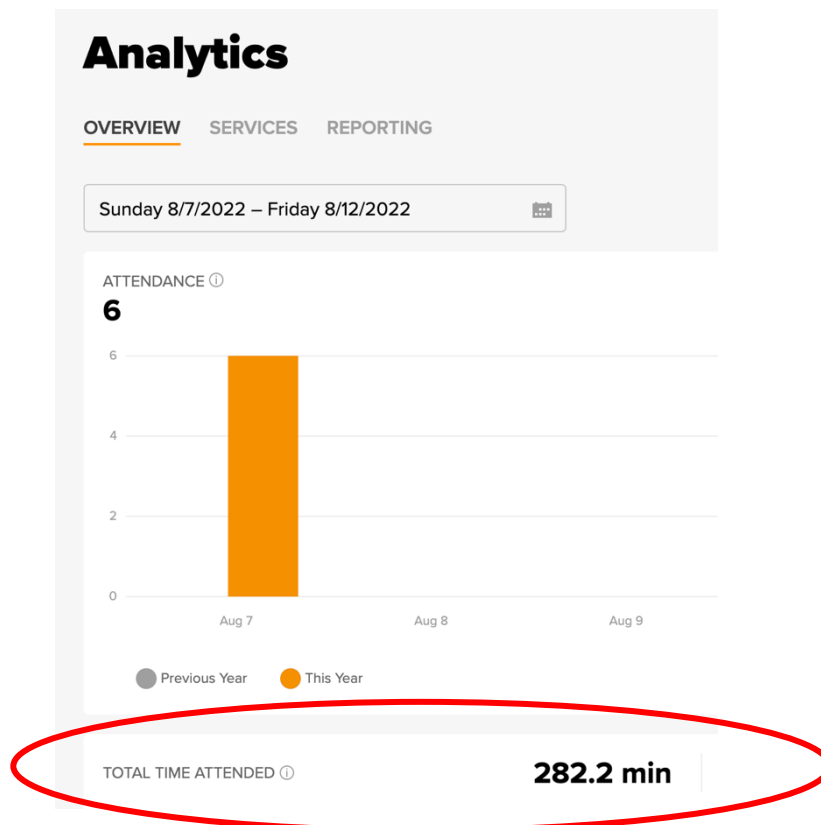 Analytics
OVERVIEW SERVICES REPORTING
Sunday 8/7/2022 – Friday 8/12/2022
ATTENDANCE
6
6
4
2
0
Aug 7 Aug 8 Aug 9
Previous Year This Year
TOTAL TIME ATTENDED 282.2 min